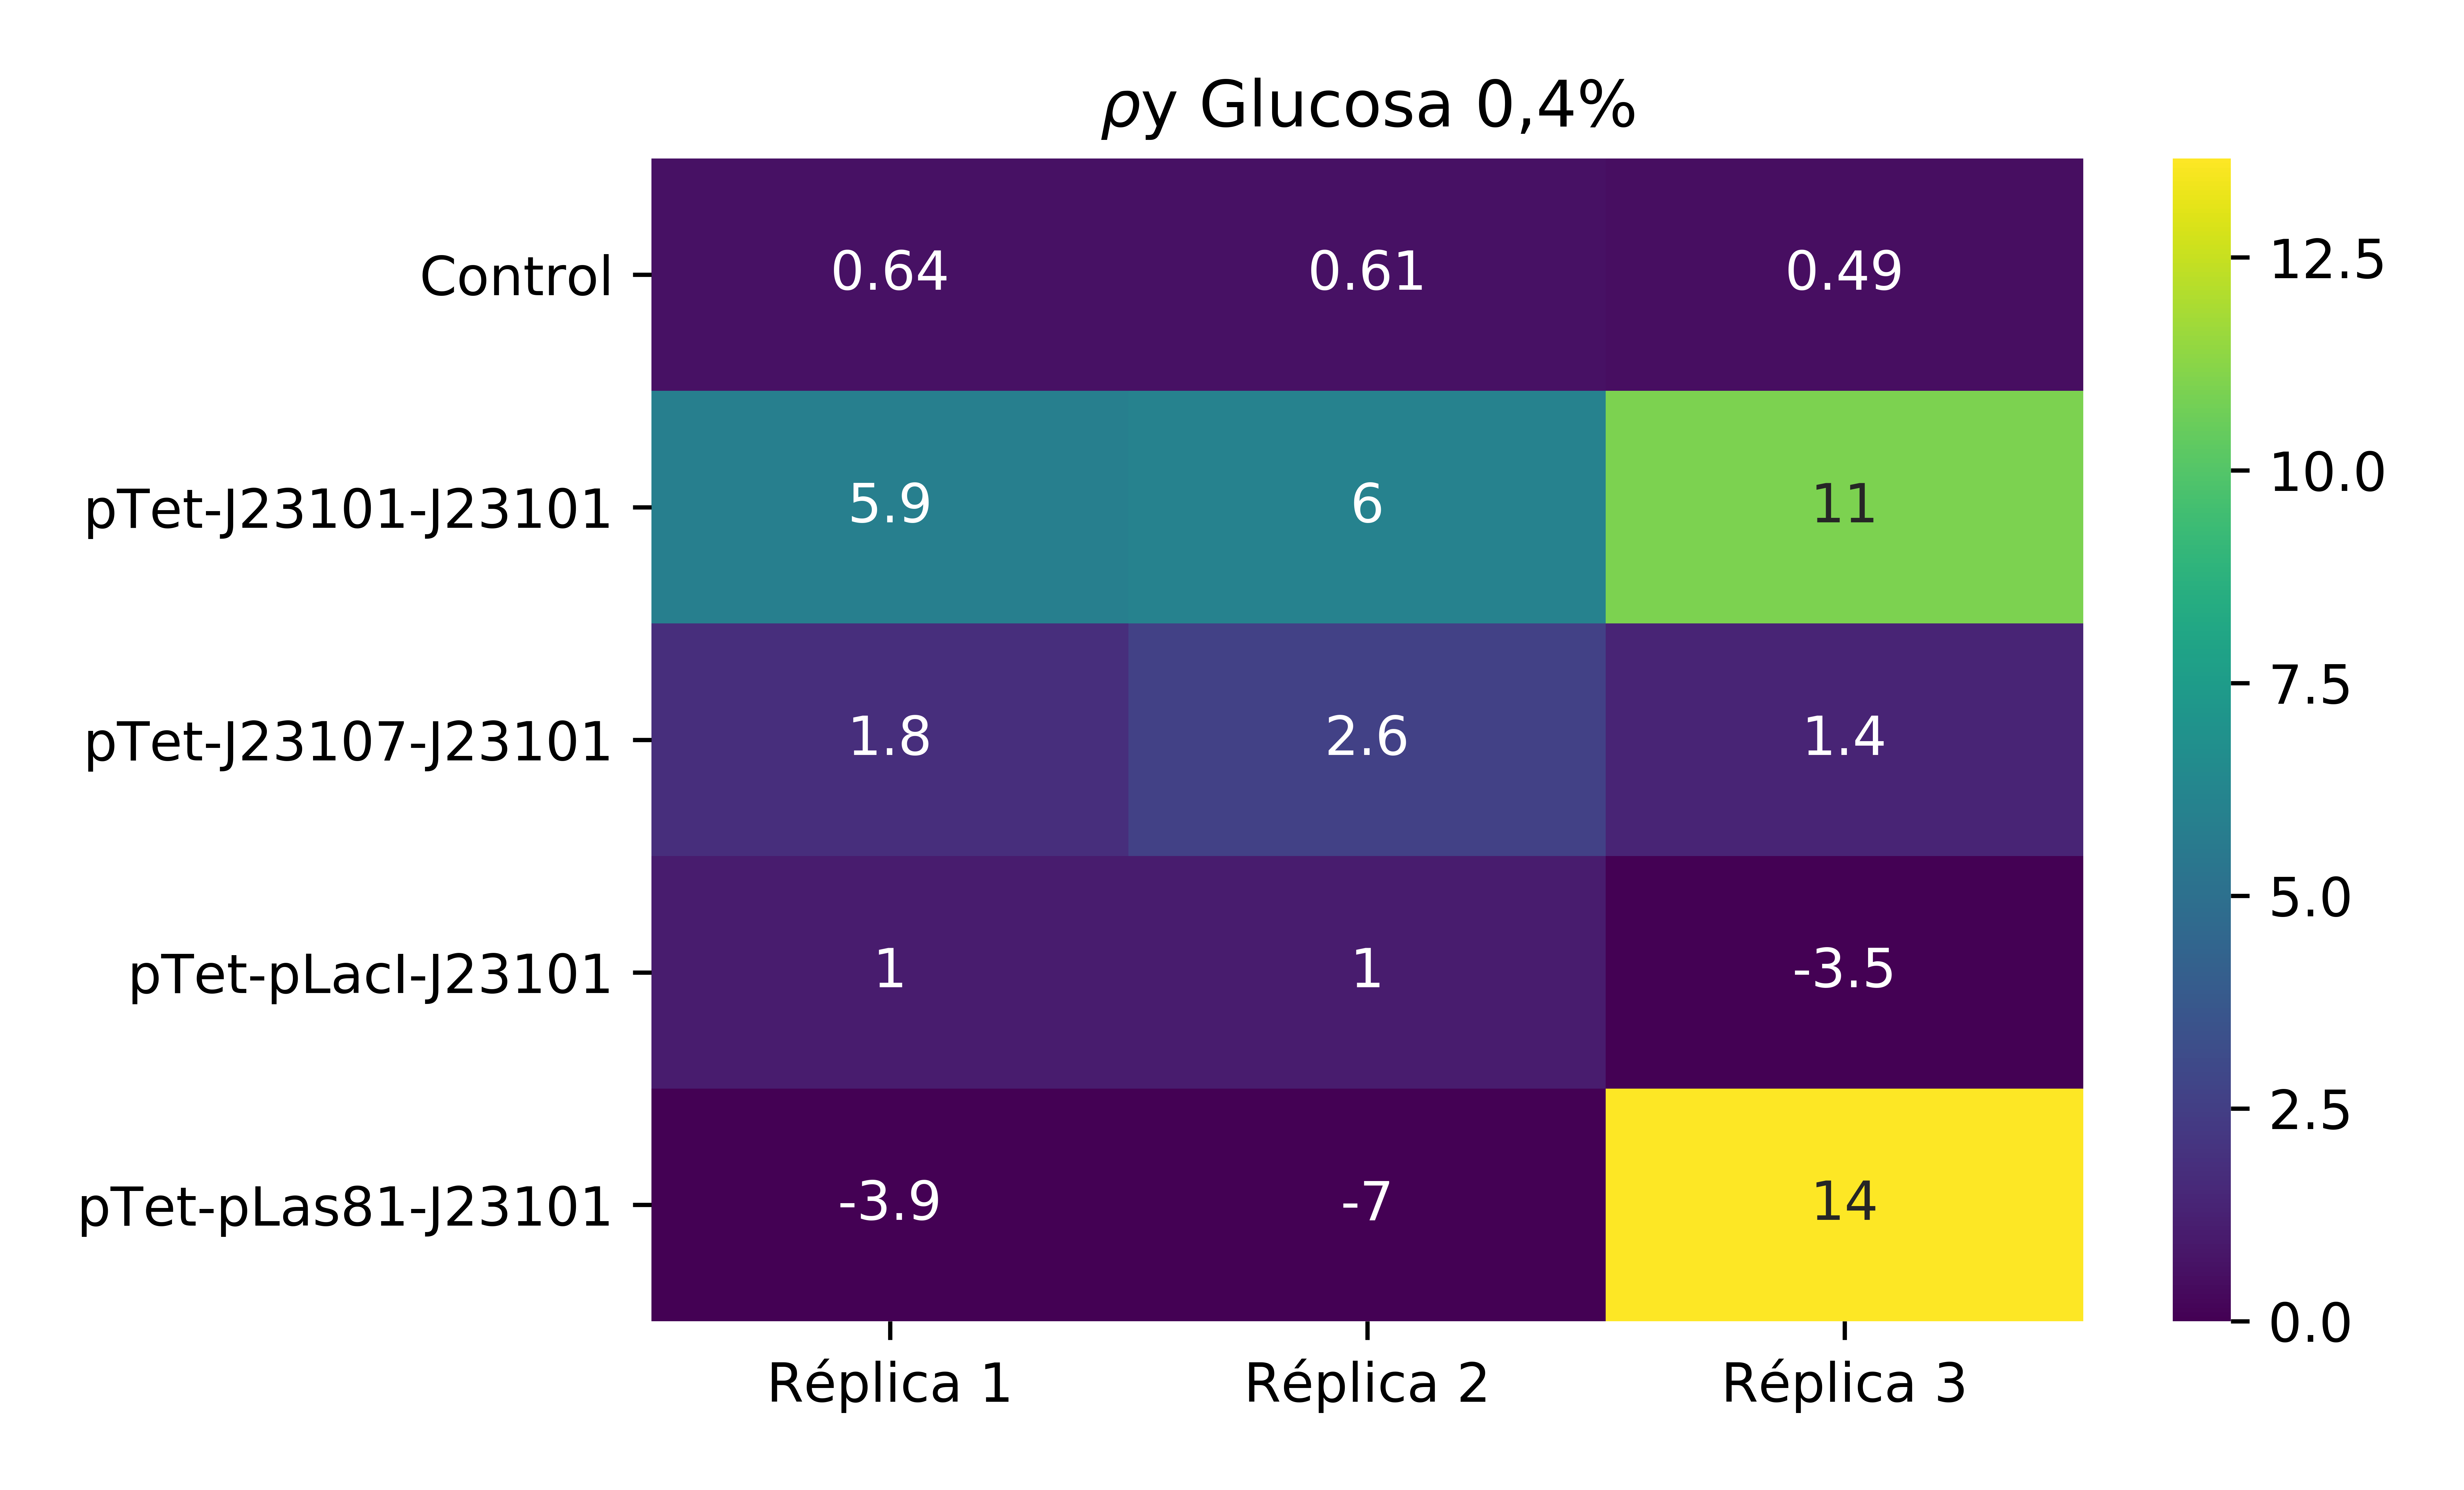 ρy Glucosa 0,4%
Control 0.64 0.61 0.49
pTet-J23101-J23101 5.9 6 11
pTet-J23107-J23101 1.8 2.6 1.4
pTet-pLacI-J23101 1 1 -3.5
pTet-pLas81-J23101 -3.9 -7 14
Réplica 1 Réplica 2 Réplica 3
12.5
10.0
7.5
5.0
2.5
0.0